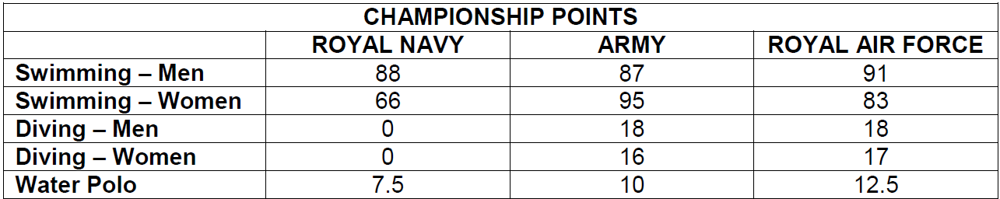 CHAMPIONSHIP POINTS
ROYAL NAVY ARMY ROYAL AIR FORCE
Swimming – Men 88 87 91
Swimming – Women 66 95 83
Diving – Men 0 18 18
Diving – Women 0 16 17
Water Polo 7.5 10 12.5